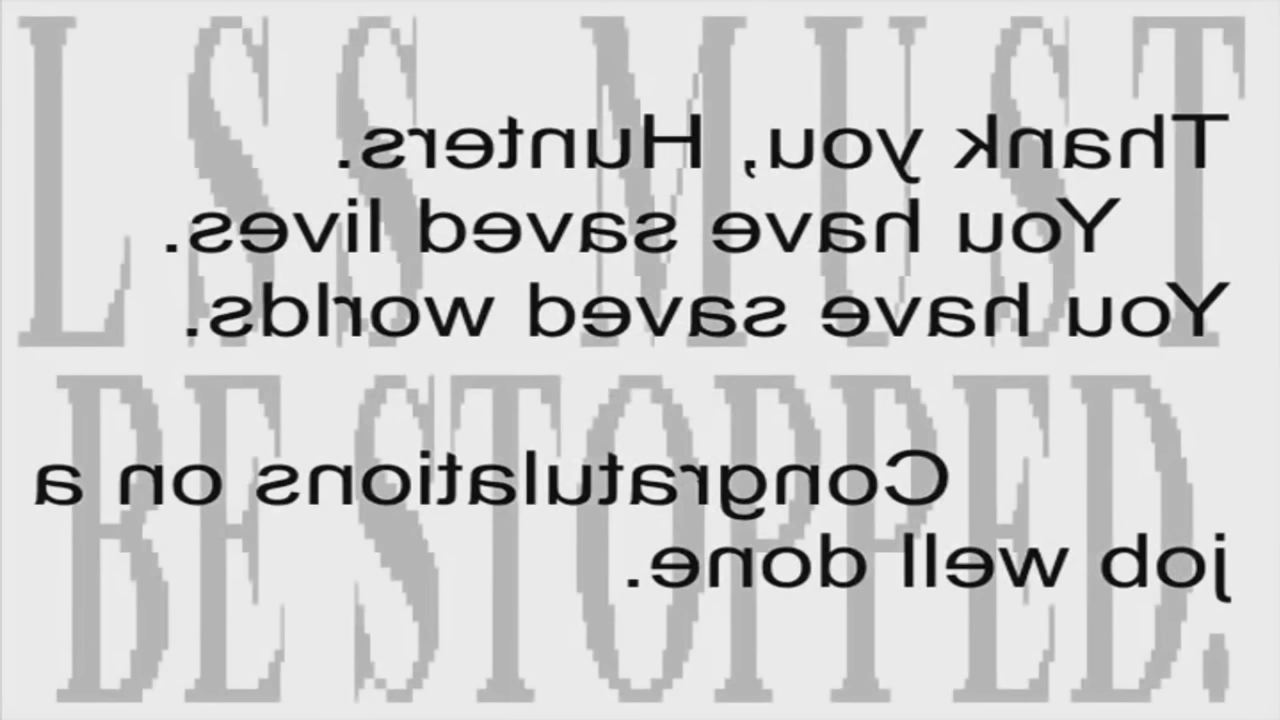 L S S MUST
BE STOPPED.
Thank you, Hunters.
You have saved lives.
You have saved worlds.
Congratulations on a
job well done.